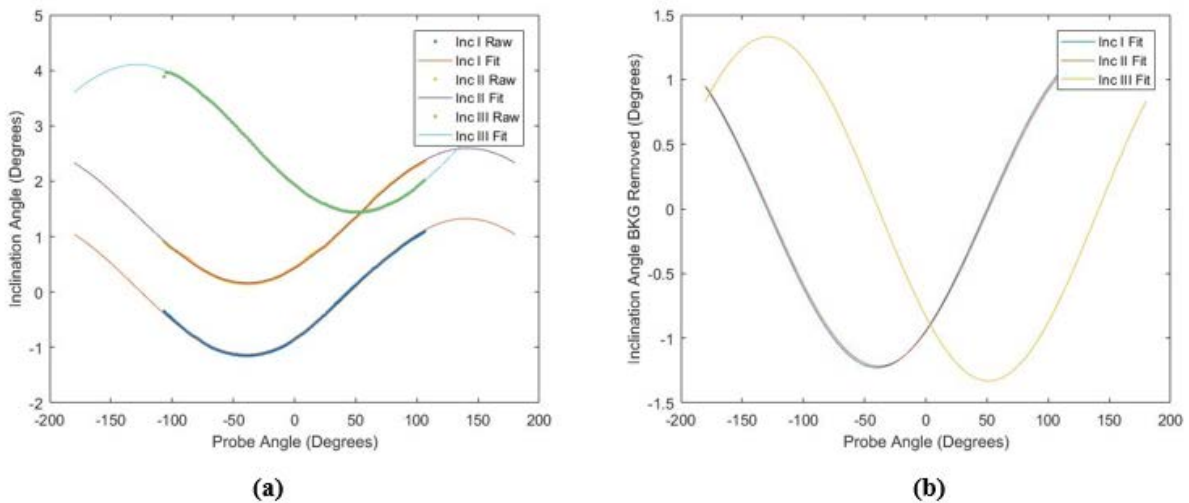 5
4
3
2
1
0
-1
-2
-200 -150 -100 -50 0 50 100 150 200
Inclination Angle (Degrees)
Probe Angle (Degrees)
Inc I Raw
Inc I Fit
Inc II Raw
Inc II Fit
Inc III Raw
Inc III Fit
(a)
1.5
1
0.5
0
-0.5
-1
-1.5
-200 -150 -100 -50 0 50 100 150 200
Inclination Angle BKG Removed (Degrees)
Probe Angle (Degrees)
Inc I Fit
Inc II Fit
Inc III Fit
(b)